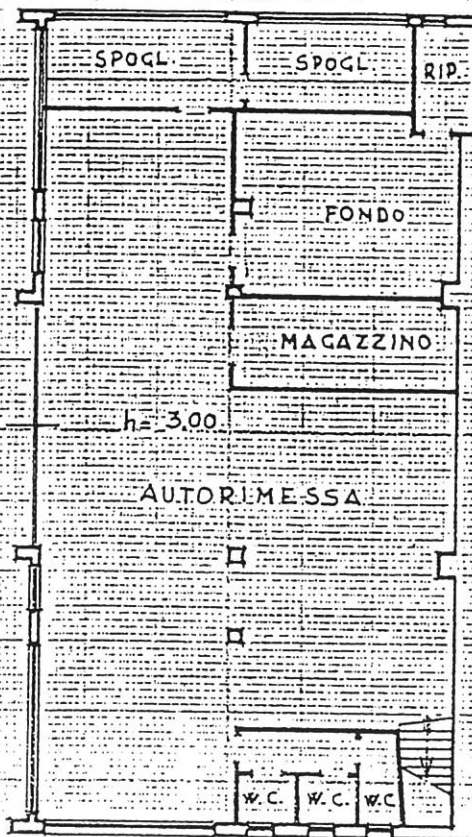 SPOGL. SPOGL. RIP.
FONDO
MAGAZZINO
h= 3.00
AUTORIMESSA
W.C. W.C. W.C